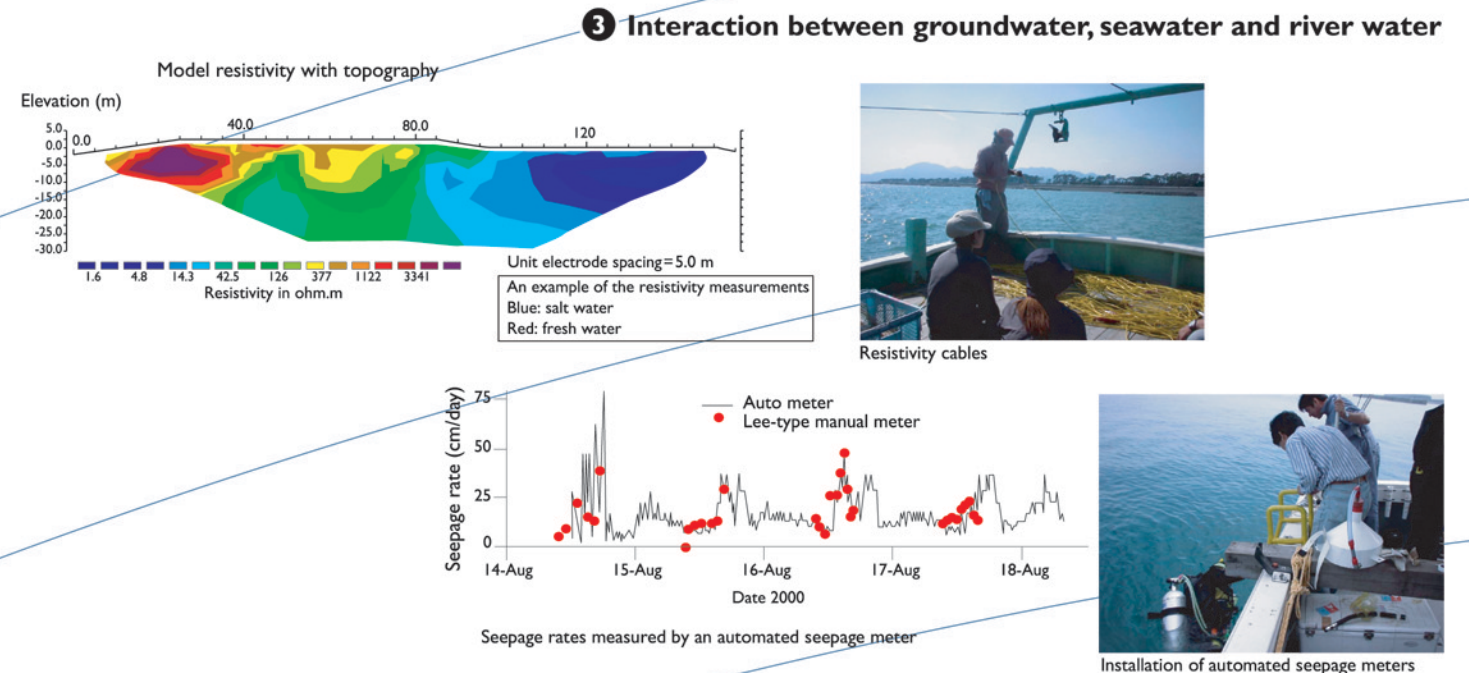 3 Interaction between groundwater, seawater and river water
Model resistivity with topography
Elevation (m)
5.0
0.0
-5.0
-10.0
-15.0
-20.0
-25.0
-30.0
0.0 40.0 80.0 120
1.6 4.8 14.3 42.5 126 377 1122 3341
Resistivity in ohm.m
Unit electrode spacing=5.0 m
An example of the resistivity measurements
Blue: salt water
Red: fresh water
Resistivity cables
Seepage rate (cm/day)
75
50
25
0
Auto meter
Lee-type manual meter
14-Aug 15-Aug 16-Aug 17-Aug 18-Aug
Date 2000
Seepage rates measured by an automated seepage meter
Installation of automated seepage meters